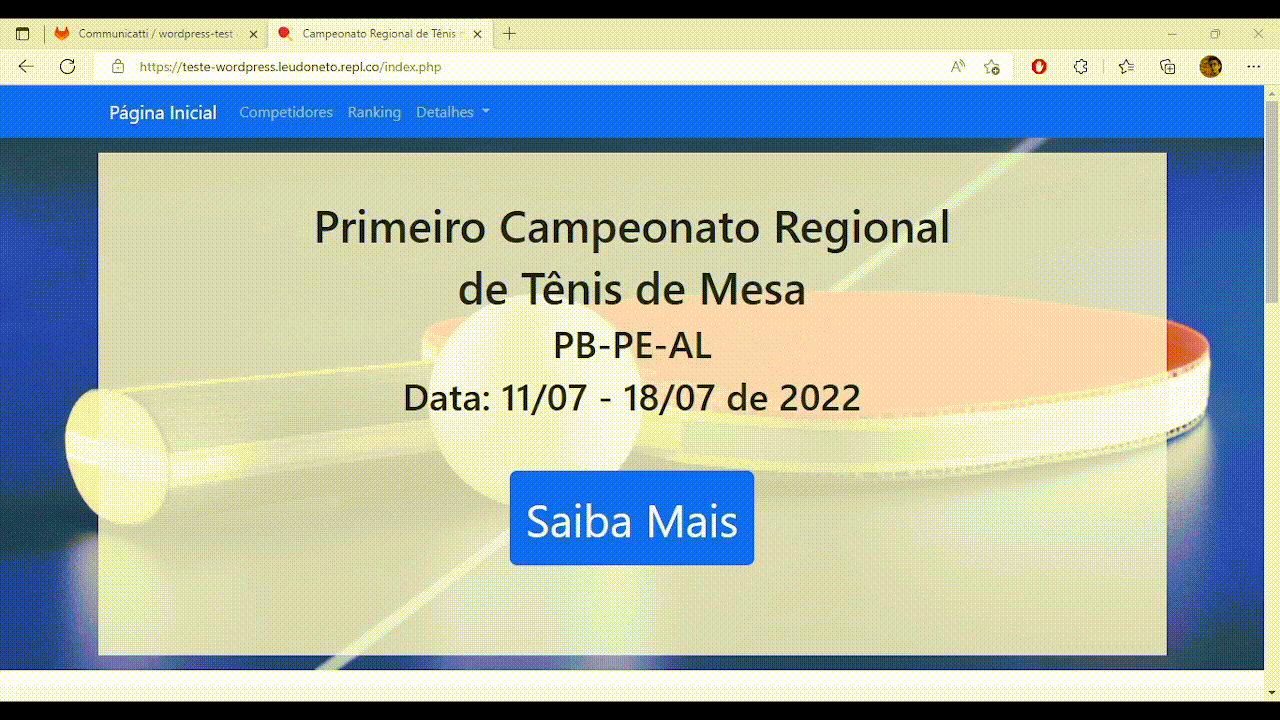 Communicatti / wordpress-test
Campeonato Regional de Tênis
https://teste-wordpress.leudoneto.repl.co/index.php
Página Inicial
Competidores
Ranking
Detalhes
Primeiro Campeonato Regional
de Tênis de Mesa
PB-PE-AL
Data: 11/07 - 18/07 de 2022
Saiba Mais